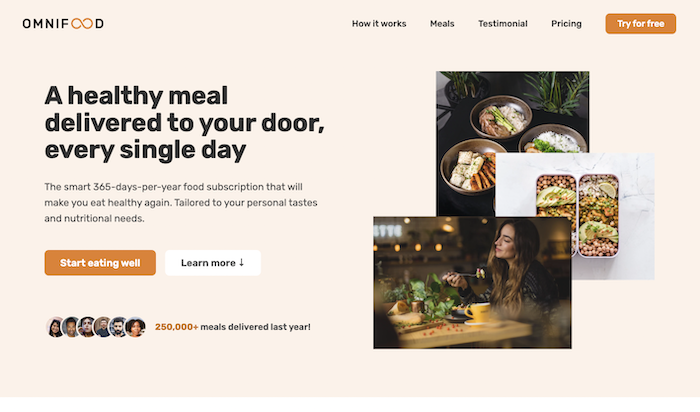 OMNIFOOD
How it works
Meals
Testimonial
Pricing
Try for free
A healthy meal
delivered to your door,
every single day
The smart 365-days-per-year food subscription that will
make you eat healthy again. Tailored to your personal tastes
and nutritional needs.
Start eating well
Learn more ↓
250,000+ meals delivered last year!